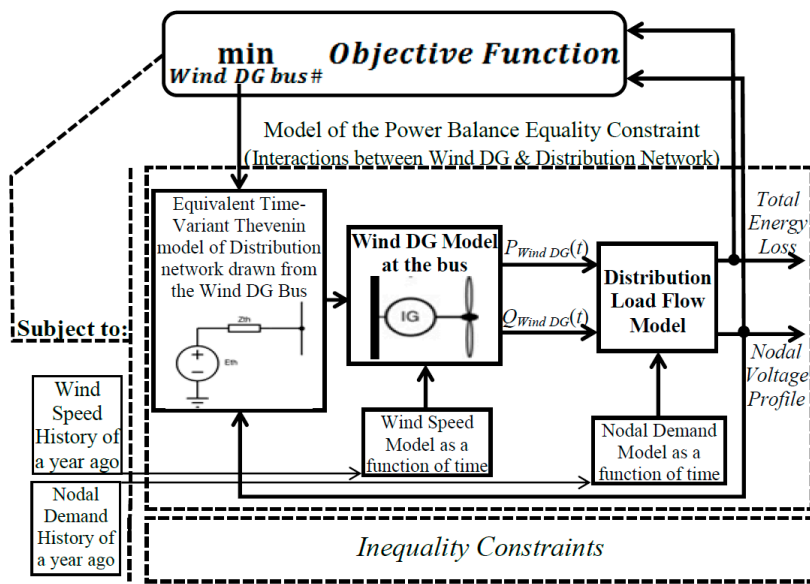 min Objective Function
Wind DG bus#
Model of the Power Balance Equality Constraint
(Interactions between Wind DG & Distribution Network)
Equivalent Time-
Variant Thevenin
model of Distribution
network drawn from
the Wind DG Bus
Zth
Eth
Wind DG Model
at the bus
IG
P Wind DG(t)
Q Wind DG(t)
Distribution
Load Flow
Model
Total
Energy
Loss
Nodal
Voltage
Profile
Subject to:
Wind
Speed
History of
a year ago
Nodal
Demand
History of
a year ago
Wind Speed
Model as a
function of time
Nodal Demand
Model as a
function of time
Inequality Constraints